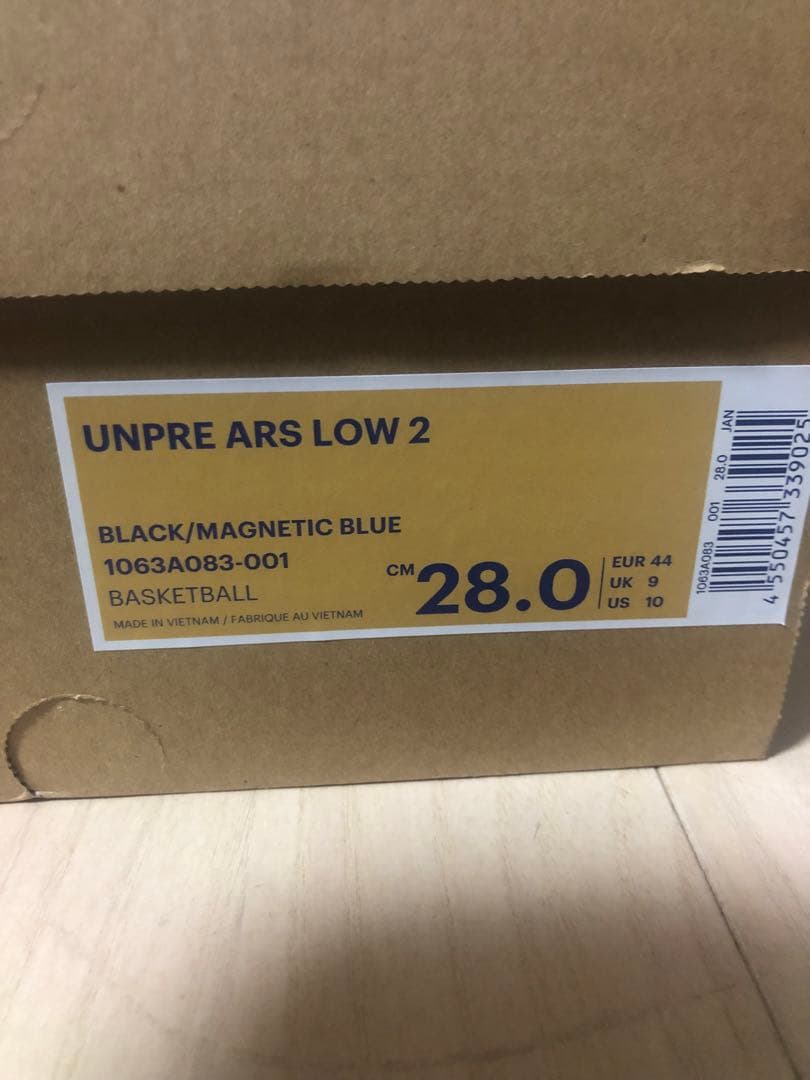 UNPRE ARS LOW 2
BLACK/MAGNETIC BLUE
1063A083-001
BASKETBALL
MADE IN VIETNAM / FABRIQUE AU VIETNAM
CM 28.0
EUR 44
UK 9
US 10
1063A083 001 28.0 JAN
4 550457 339025